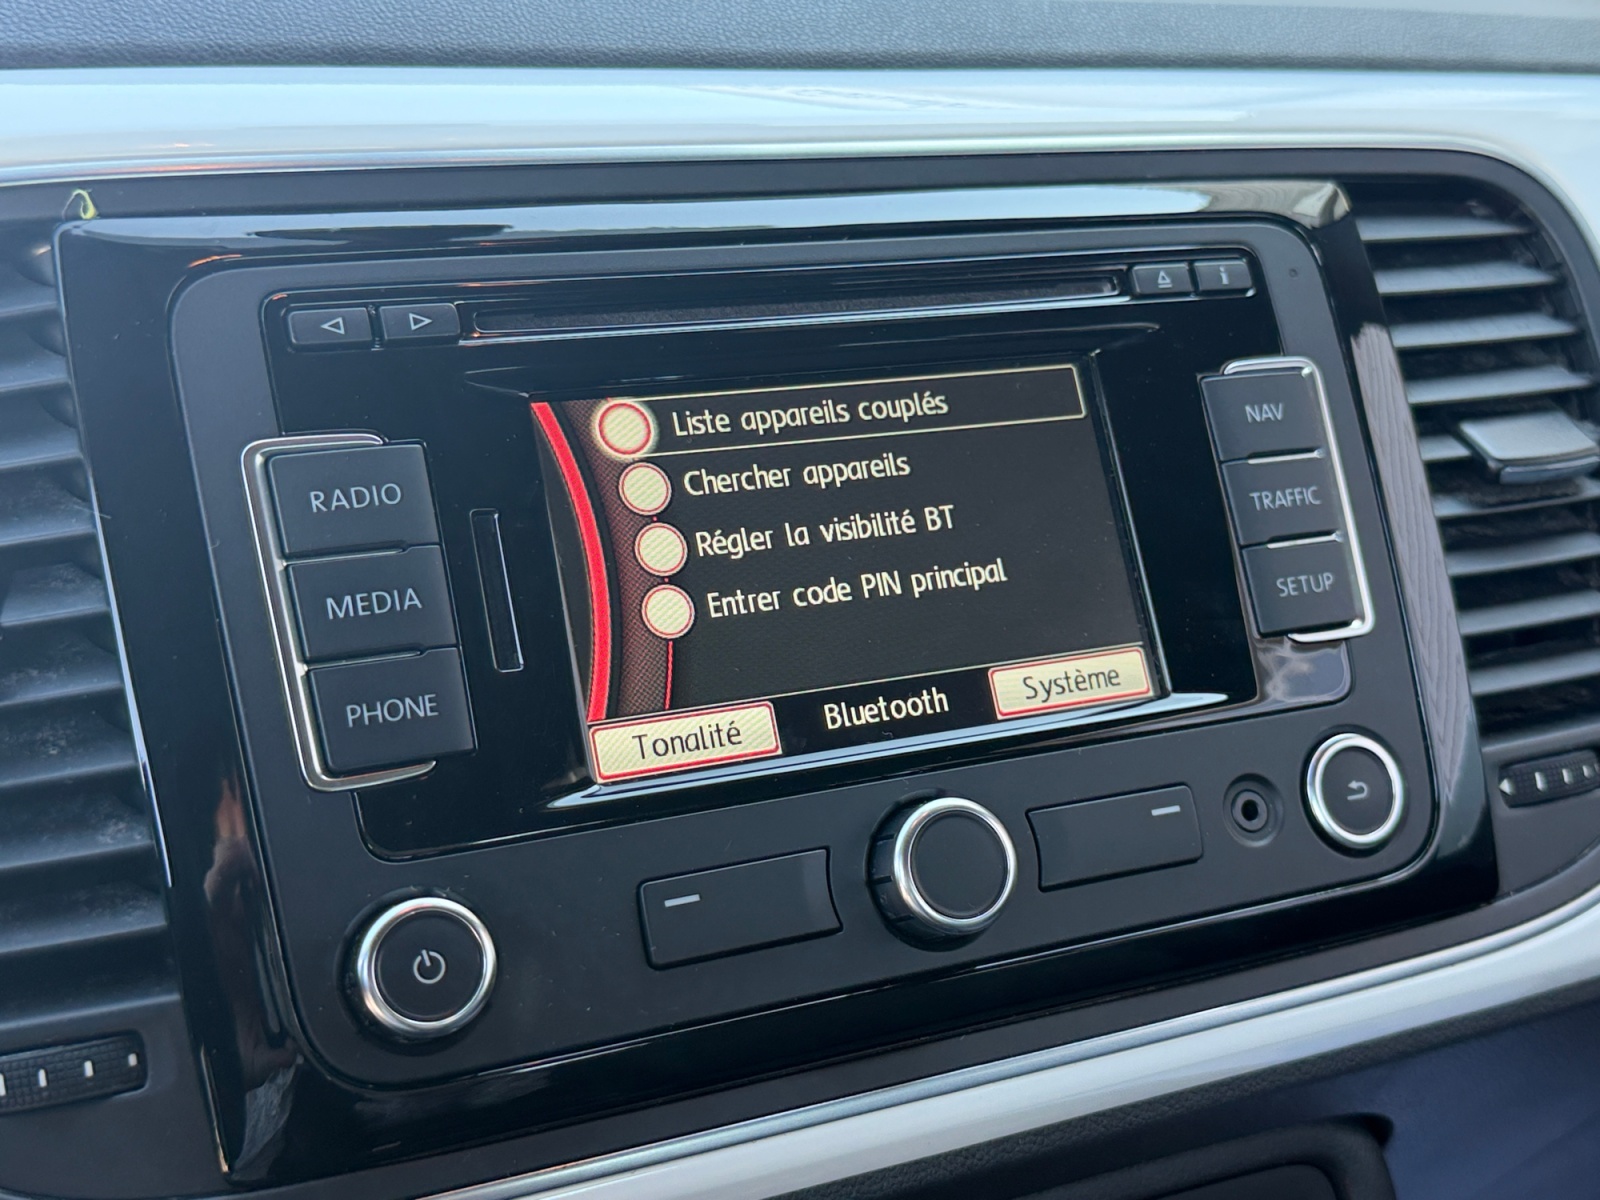 Liste appareils couplés
Chercher appareils
Régler la visibilité BT
Entrer code PIN principal
Tonalité
Bluetooth
Système
RADIO
MEDIA
PHONE
NAV
TRAFFIC
SETUP
i